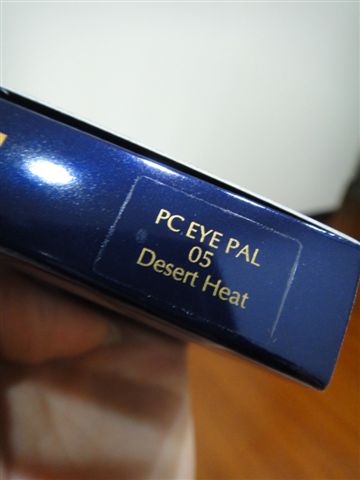 PC EYE PAL
05
Desert Heat